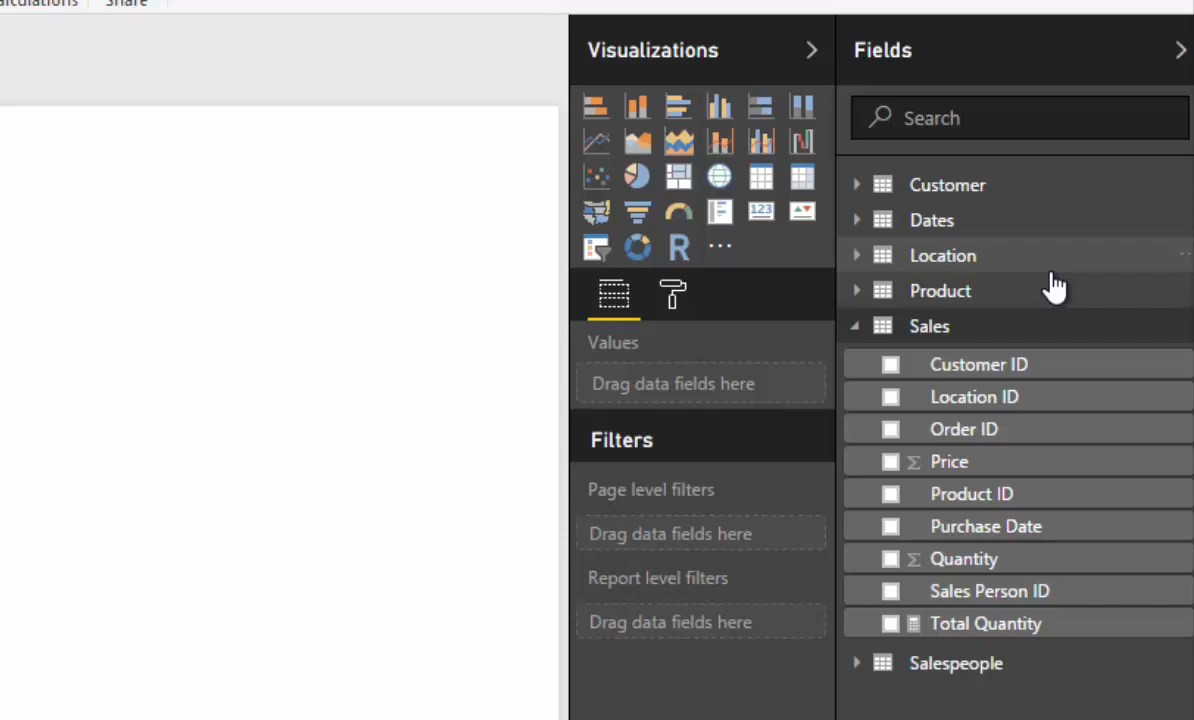 Share
Visualizations
Fields
Search
Customer
Dates
Location
Product
Sales
Customer ID
Location ID
Order ID
Price
Product ID
Purchase Date
Quantity
Sales Person ID
Total Quantity
Salespeople
123
R
Values
Drag data fields here
Filters
Page level filters
Drag data fields here
Report level filters
Drag data fields here